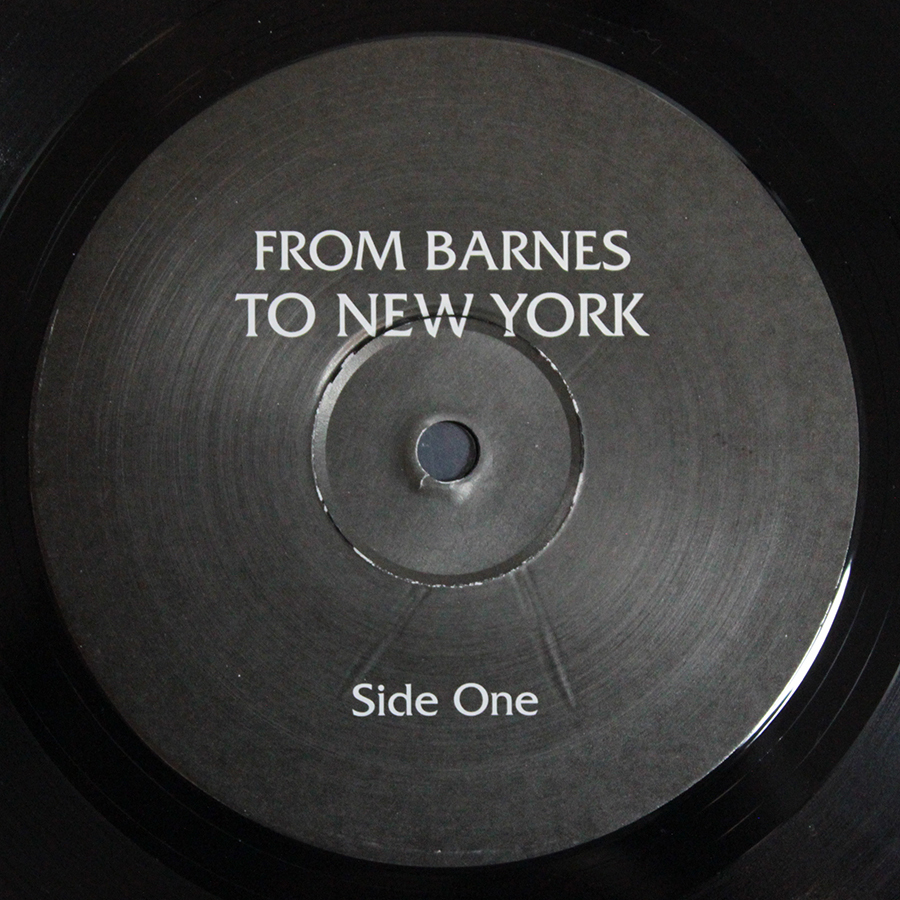 FROM BARNES
TO NEW YORK
Side One